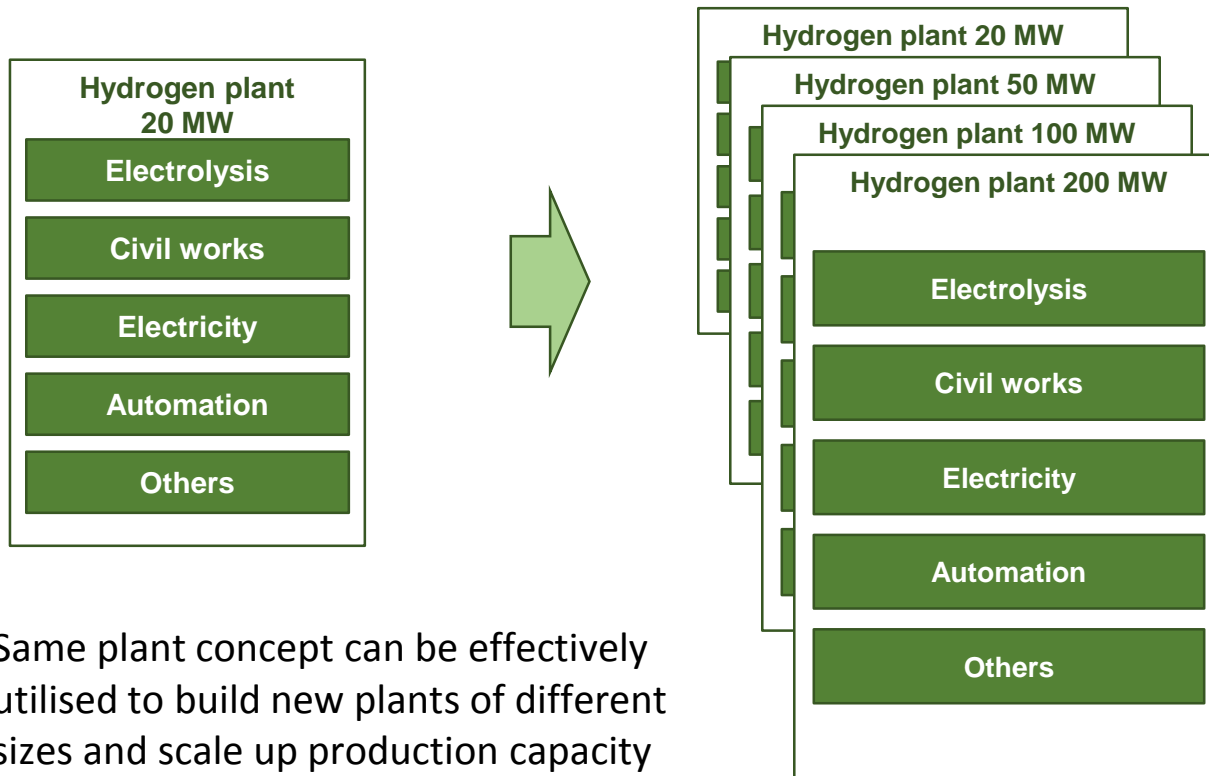 Hydrogen plant
20 MW
Electrolysis
Civil works
Electricity
Automation
Others
Hydrogen plant 20 MW
Hydrogen plant 50 MW
Hydrogen plant 100 MW
Hydrogen plant 200 MW
Electrolysis
Civil works
Electricity
Automation
Others
Same plant concept can be effectively
utilised to build new plants of different
sizes and scale up production capacity